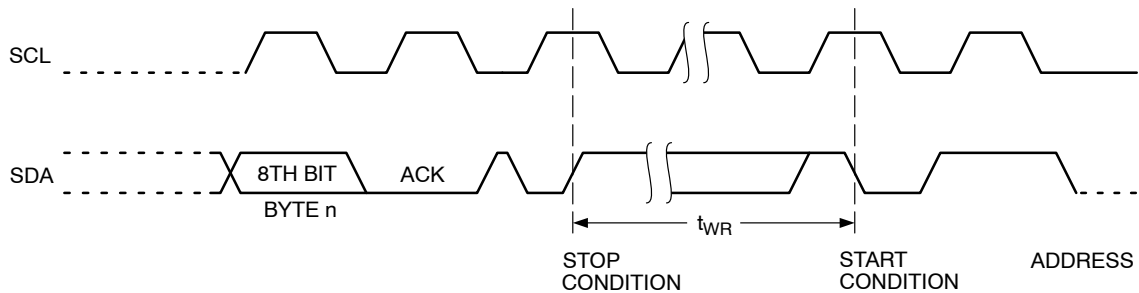 SCL
SDA
8TH BIT
ACK
BYTE n
tWR
STOP
CONDITION
START
CONDITION
ADDRESS